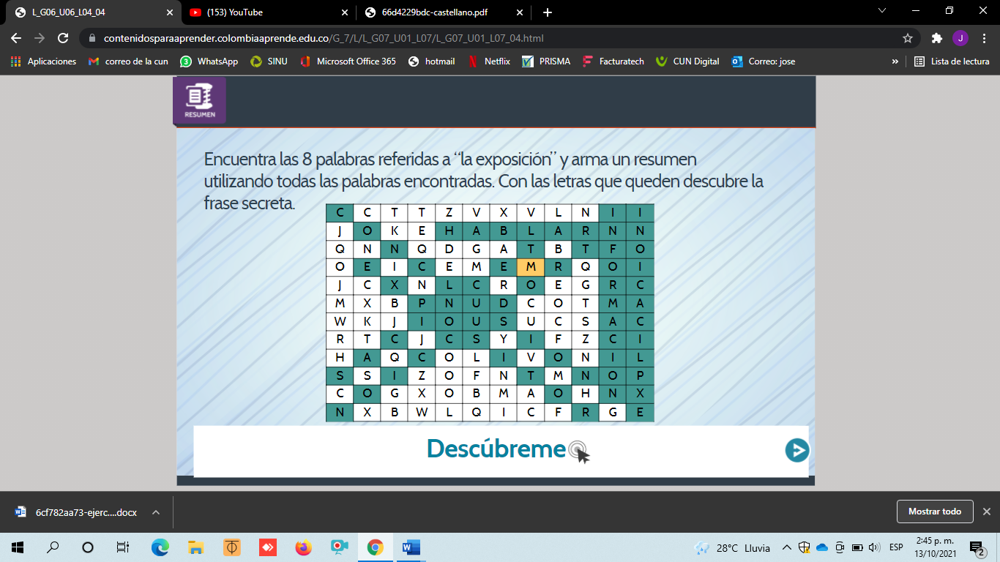 L_G06_U06_L04_04
(153) YouTube
66d4229bdc-castellano.pdf
contenidosparaaprender.colombiaaprende.edu.co/G_7/L/L_G07_U01_L07/L_G07_U01_L07_04.html
J
Aplicaciones
correo de la cun
3 WhatsApp
SINU
Microsoft Office 365
hotmail
Netflix
PRISMA
Facturatech
CUN Digital
Correo: jose
»
Lista de lectura
RESUMEN
Encuentra las 8 palabras referidas a “la exposición” y arma un resumen
utilizando todas las palabras encontradas. Con las letras que queden descubre la
frase secreta.
C C T T Z V X V L N I I
J O K E H A B L A R N N
Q N N Q D G A T B T F O
O E I C E M E M R Q O I
J C X N L C R O E G R C
M X B P N U D C O T M A
W K J I O U S U C S A C
R T C J C S Y I F Z C I
H A Q C O L I V O N I L
S S I Z O F N T M N O P
C O G X O B M A O H N X
N X B W L Q I C F R G E
Descúbreme
6cf782aa73-ejerc....docx
Mostrar todo
28°C Lluvia
ESP
2:45 p. m.
13/10/2021
2